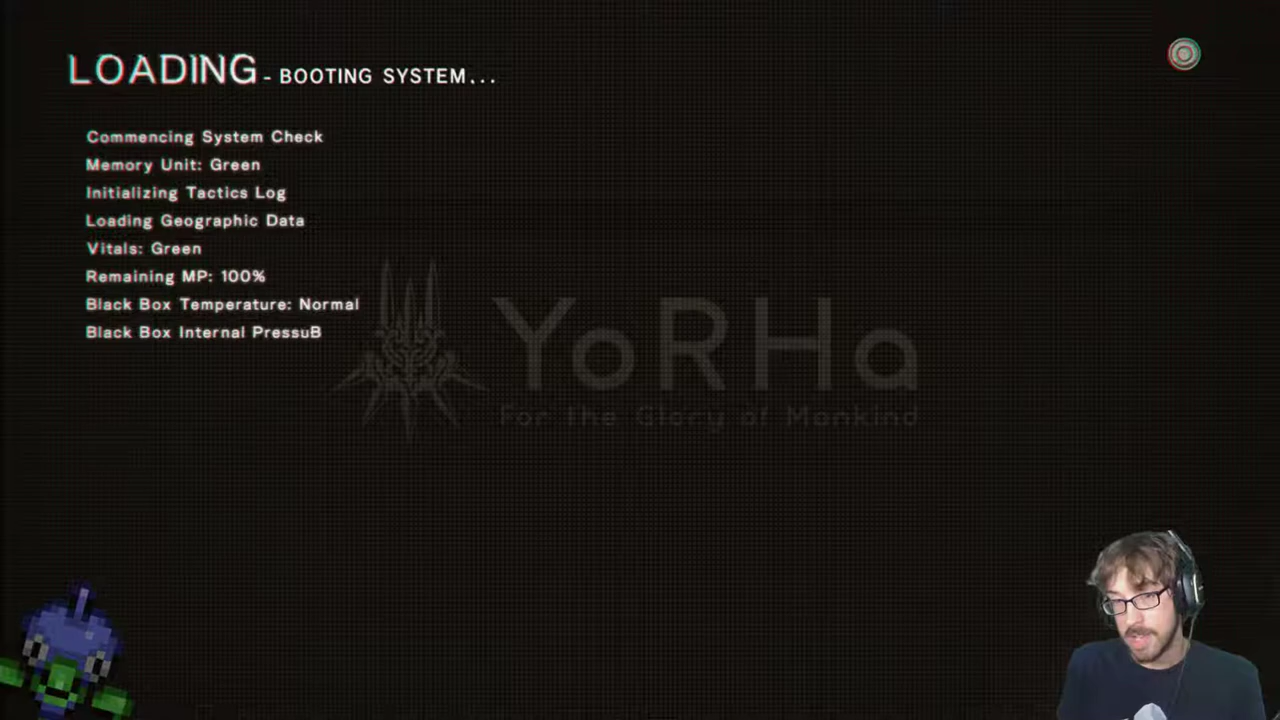 LOADING - BOOTING SYSTEM...
Commencing System Check
Memory Unit: Green
Initializing Tactics Log
Loading Geographic Data
Vitals: Green
Remaining MP: 100%
Black Box Temperature: Normal
Black Box Internal PressuB
YoRHa
For the Glory of Mankind